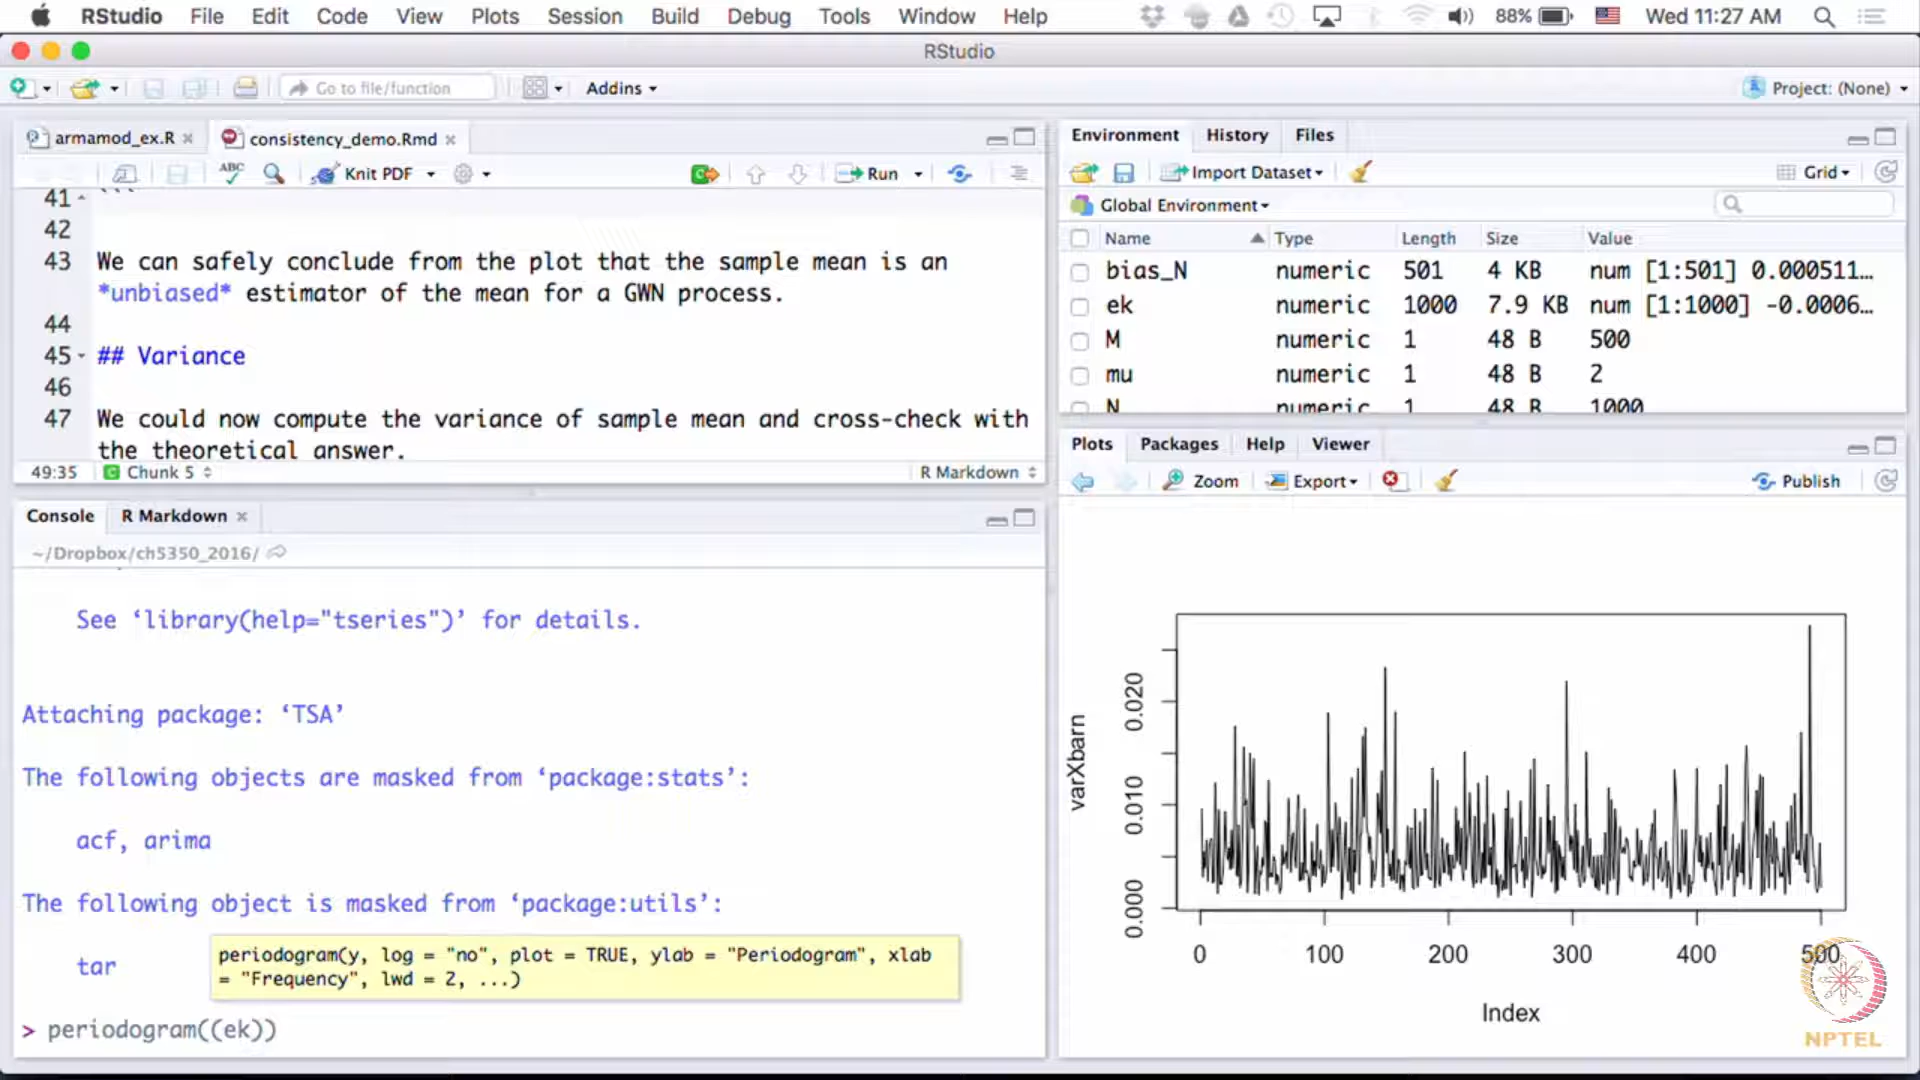 RStudio File Edit Code View Plots Session Build Debug Tools Window Help 88% Wed 11:27 AM
RStudio
Go to file/function Addins Project: (None)
armamod_ex.R consistency_demo.Rmd
ABC Knit PDF Run
41 ```
42
43 We can safely conclude from the plot that the sample mean is an
*unbiased* estimator of the mean for a GWN process.
44
45 ## Variance
46
47 We could now compute the variance of sample mean and cross-check with
the theoretical answer.
49:35 C Chunk 5 R Markdown
Console R Markdown
~/Dropbox/ch5350_2016/
See ‘library(help="tseries")’ for details.
Attaching package: ‘TSA’
The following objects are masked from ‘package:stats’:
acf, arima
The following object is masked from ‘package:utils’:
tar
periodogram(y, log = "no", plot = TRUE, ylab = "Periodogram", xlab
= "Frequency", lwd = 2, ...)
> periodogram((ek))
Environment History Files
Import Dataset Grid
Global Environment
Name Type Length Size Value
bias_N numeric 501 4 KB num [1:501] 0.000511…
ek numeric 1000 7.9 KB num [1:1000] -0.0006…
M numeric 1 48 B 500
mu numeric 1 48 B 2
N numeric 1 48 B 1000
Plots Packages Help Viewer
Zoom Export Publish
varXbarn
0.020
0.010
0.000
0 100 200 300 400 500
Index
NPTEL